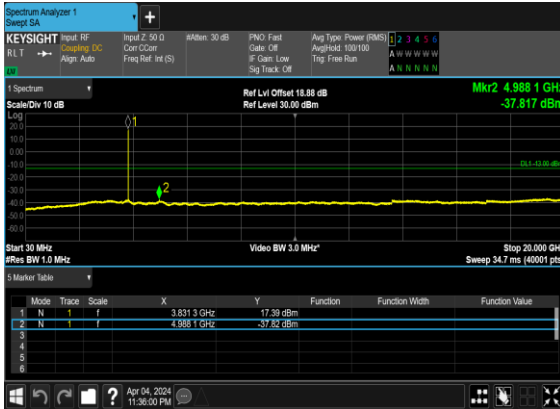 Spectrum Analyzer 1
Swept SA
+
KEYSIGHT Input: RF Input Z: 50 Ω #Atten: 30 dB PNO: Fast Avg Type: Power (RMS) 1 2 3 4 5 6
RLT Coupling: DC Corr CCorr Gate: Off Avg|Hold: 100/100 A W W W W W
Align: Auto Freq Ref: Int (S) IF Gain: Low Trig: Free Run
Sig Track: Off A N N N N N
1 Spectrum Ref Lvl Offset 18.88 dB Mkr2 4.988 1 GHz
Scale/Div 10 dB Ref Level 30.00 dBm -37.817 dBm
Log
20.0
10.0
0.00
-10.0
DL1 -13.00 dBm
-20.0
-30.0
-40.0
-50.0
-60.0
1
2
Start 30 MHz Video BW 3.0 MHz* Stop 20.000 GHz
#Res BW 1.0 MHz Sweep 34.7 ms (40001 pts)
5 Marker Table
Mode Trace Scale X Y Function Function Width Function Value
1 N 1 f 3.831 3 GHz 17.39 dBm
2 N 1 f 4.988 1 GHz -37.82 dBm
3
4
5
6
? Apr 04, 2024
11:36:00 PM